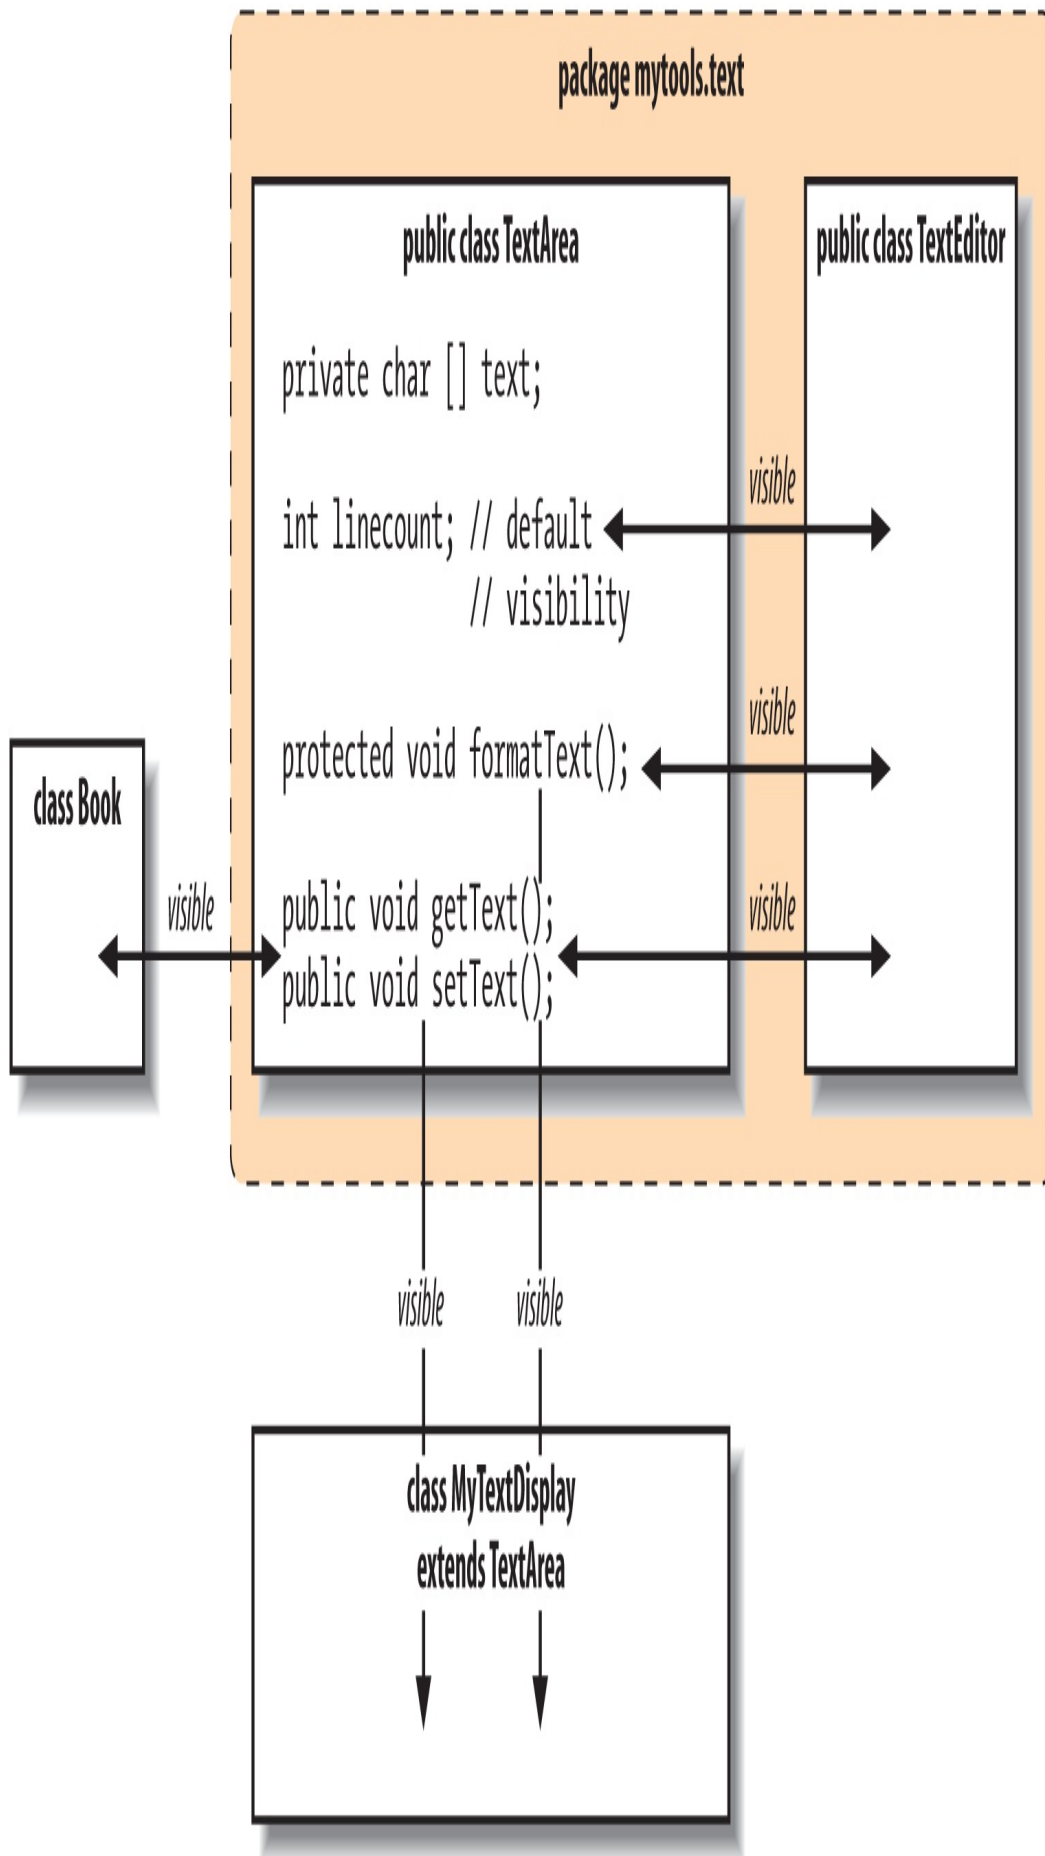 package mytools.text
public class TextArea
private char [] text;
int linecount; // default
// visibility
protected void formatText();
public void getText();
public void setText();
public class TextEditor
visible
visible
visible
class Book
visible
visible
visible
class MyTextDisplay
extends TextArea